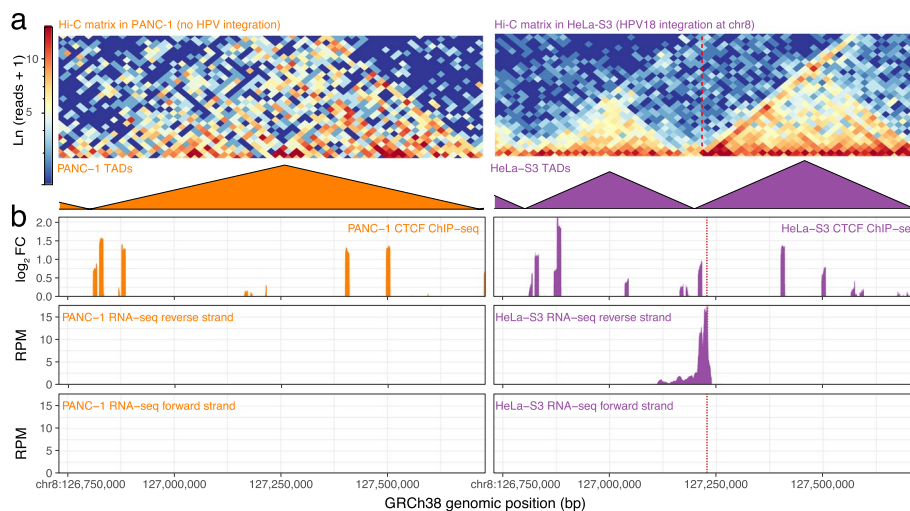 a
Hi−C matrix in PANC−1 (no HPV integration)
Hi−C matrix in HeLa−S3 (HPV18 integration at chr8)
Ln (reads + 1)
10
5
PANC−1 TADs
HeLa−S3 TADs
b
log2 FC
2.0
1.5
1.0
0.5
0.0
PANC−1 CTCF ChIP−seq
HeLa−S3 CTCF ChIP−se
RPM
15
10
5
0
PANC−1 RNA−seq reverse strand
HeLa−S3 RNA−seq reverse strand
RPM
15
10
5
0
PANC−1 RNA−seq forward strand
HeLa−S3 RNA−seq forward strand
chr8:126,750,000 127,000,000 127,250,000 127,500,000
127,000,000 127,250,000 127,500,000
GRCh38 genomic position (bp)